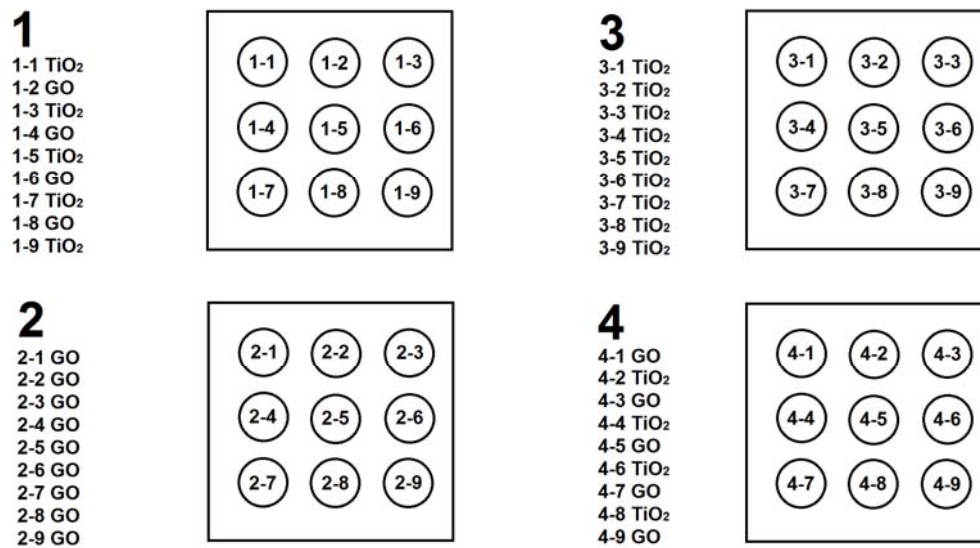 1
1-1 TiO₂
1-2 GO
1-3 TiO₂
1-4 GO
1-5 TiO₂
1-6 GO
1-7 TiO₂
1-8 GO
1-9 TiO₂
1-1 1-2 1-3
1-4 1-5 1-6
1-7 1-8 1-9
3
3-1 TiO₂
3-2 TiO₂
3-3 TiO₂
3-4 TiO₂
3-5 TiO₂
3-6 TiO₂
3-7 TiO₂
3-8 TiO₂
3-9 TiO₂
3-1 3-2 3-3
3-4 3-5 3-6
3-7 3-8 3-9
2
2-1 GO
2-2 GO
2-3 GO
2-4 GO
2-5 GO
2-6 GO
2-7 GO
2-8 GO
2-9 GO
2-1 2-2 2-3
2-4 2-5 2-6
2-7 2-8 2-9
4
4-1 GO
4-2 TiO₂
4-3 GO
4-4 TiO₂
4-5 GO
4-6 TiO₂
4-7 GO
4-8 TiO₂
4-9 GO
4-1 4-2 4-3
4-4 4-5 4-6
4-7 4-8 4-9